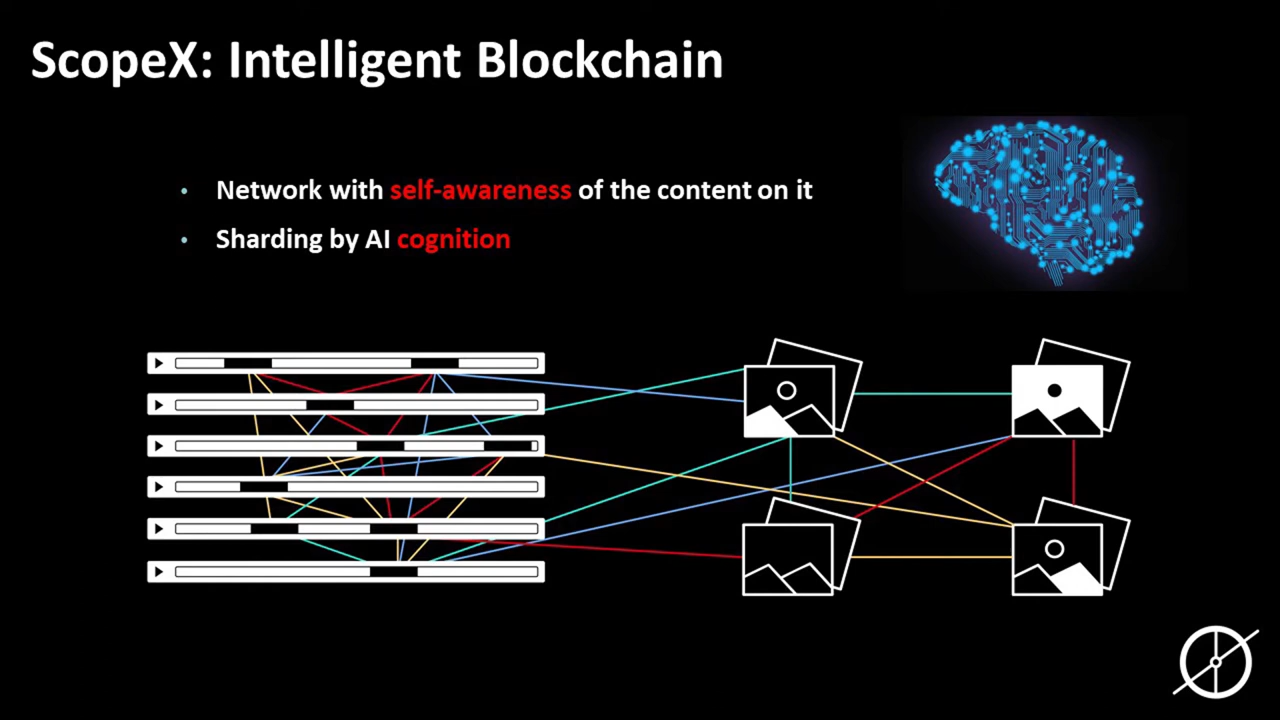 ScopeX: Intelligent Blockchain
• Network with self-awareness of the content on it
• Sharding by AI cognition